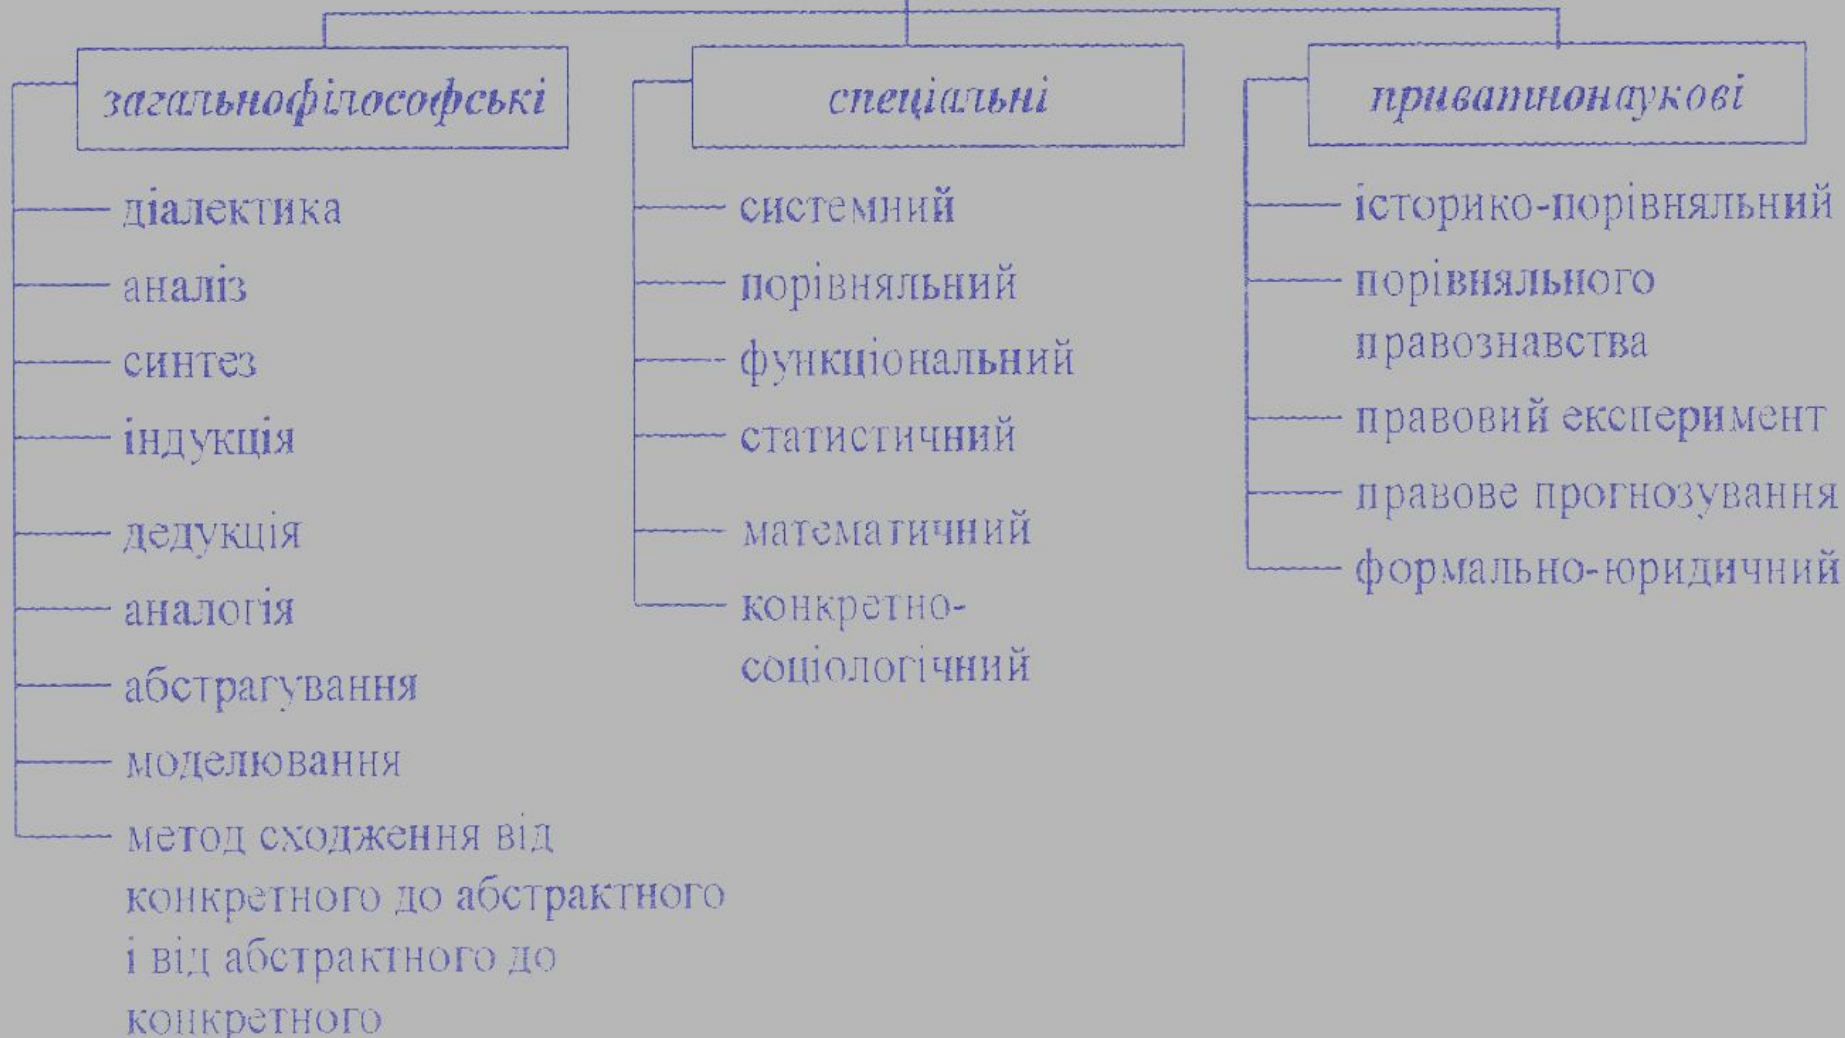 загальнофілософські
діалектика
аналіз
синтез
індукція
дедукція
аналогія
абстрагування
моделювання
метод сходження від
конкретного до абстрактного
і від абстрактного до
конкретного
спеціальні
системний
порівняльний
функціональний
статистичний
математичний
конкретно-
соціологічний
приватнонаукові
історико-порівняльний
порівняльного
правознавства
правовий експеримент
правове прогнозування
формально-юридичний